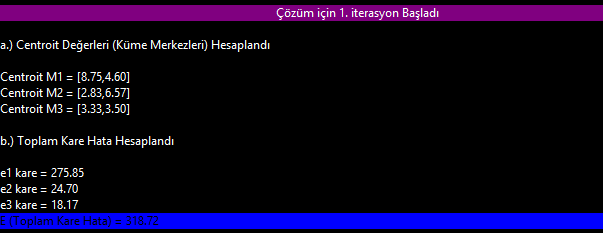 Çözüm için 1. iterasyon Başladı
a.) Centroit Değerleri (Küme Merkezleri) Hesaplandı
Centroit M1 = [8.75,4.60]
Centroit M2 = [2.83,6.57]
Centroit M3 = [3.33,3.50]
b.) Toplam Kare Hata Hesaplandı
e1 kare = 275.85
e2 kare = 24.70
e3 kare = 18.17
E (Toplam Kare Hata) = 318.72